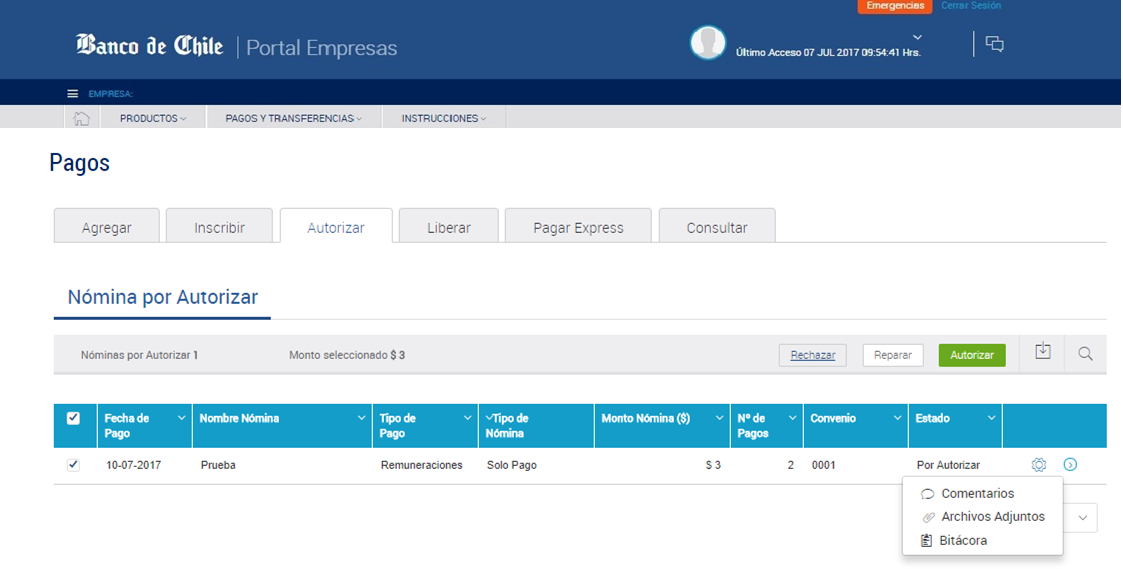 Emergencias Cerrar Sesión
Banco de Chile | Portal Empresas
Último Acceso 07 JUL 2017 09:54:41 Hrs.
EMPRESA:
PRODUCTOS PAGOS Y TRANSFERENCIAS INSTRUCCIONES
Pagos
Agregar Inscribir Autorizar Liberar Pagar Express Consultar
Nómina por Autorizar
Nóminas por Autorizar 1 Monto seleccionado $ 3 Rechazar Reparar Autorizar
Fecha de Pago Nombre Nómina Tipo de Pago Tipo de Nómina Monto Nómina ($) Nº de Pagos Convenio Estado
10-07-2017 Prueba Remuneraciones Solo Pago $ 3 2 0001 Por Autorizar
Comentarios
Archivos Adjuntos
Bitácora